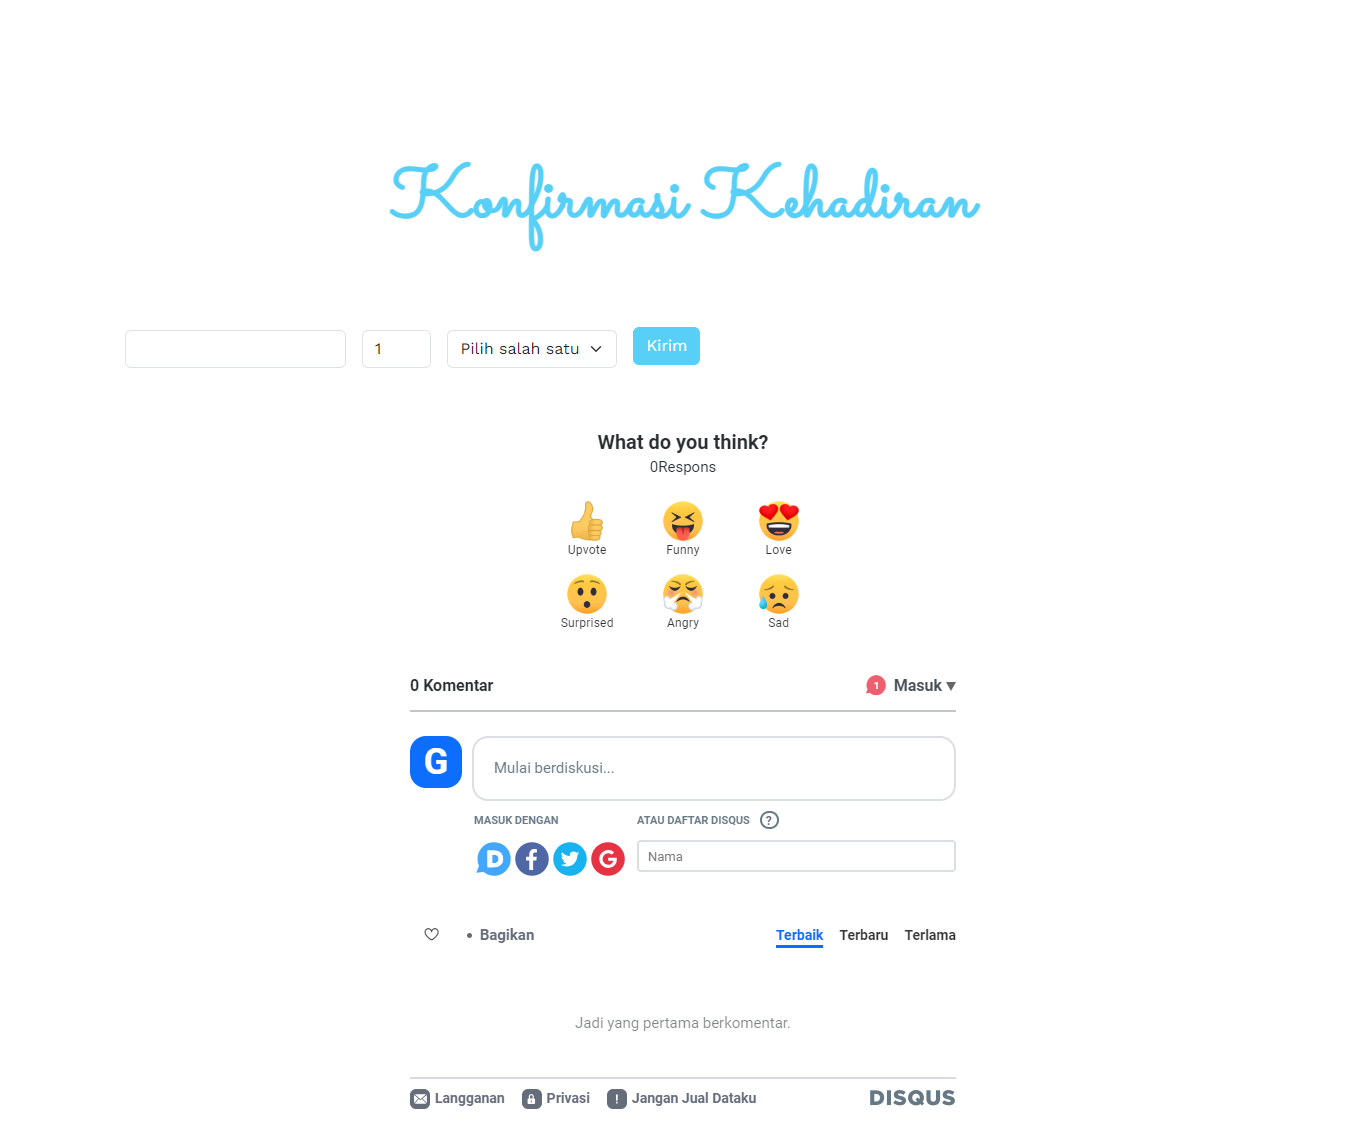 Konfirmasi Kehadiran
1 Pilih salah satu Kirim
What do you think?
0Respons
Upvote Funny Love
Surprised Angry Sad
0 Komentar 1 Masuk
G Mulai berdiskusi...
MASUK DENGAN ATAU DAFTAR DISQUS ?
D f G Nama
• Bagikan Terbaik Terbaru Terlama
Jadi yang pertama berkomentar.
Langganan Privasi ! Jangan Jual Dataku DISQUS